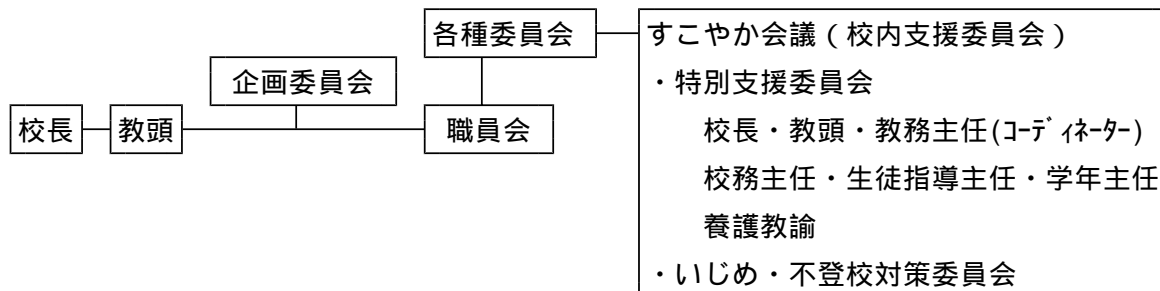 各種委員会
すこやか会議(校内支援委員会)
・特別支援委員会
企画委員会
校長
教頭
職員会
校長・教頭・教務主任(ｺｰﾃﾞｨﾈｰﾀｰ)
校務主任・生徒指導主任・学年主任
養護教諭
・いじめ・不登校対策委員会